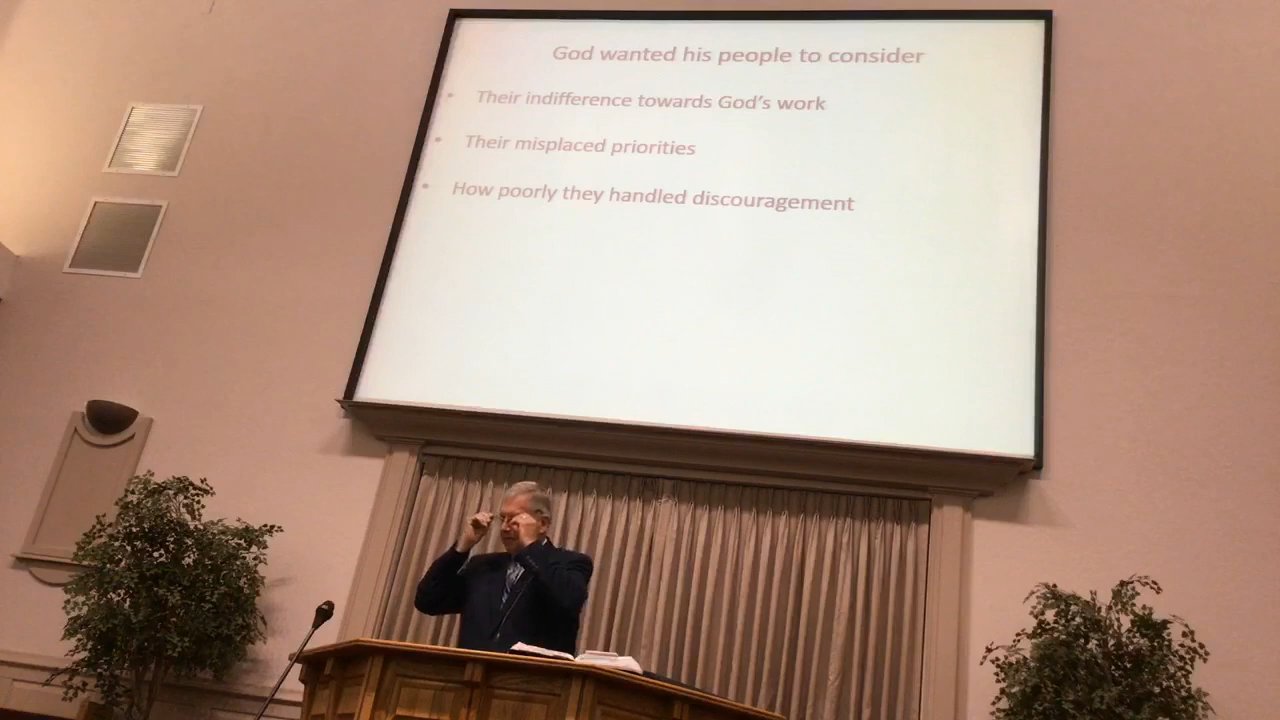 God wanted his people to consider
• Their indifference towards God's work
• Their misplaced priorities
• How poorly they handled discouragement